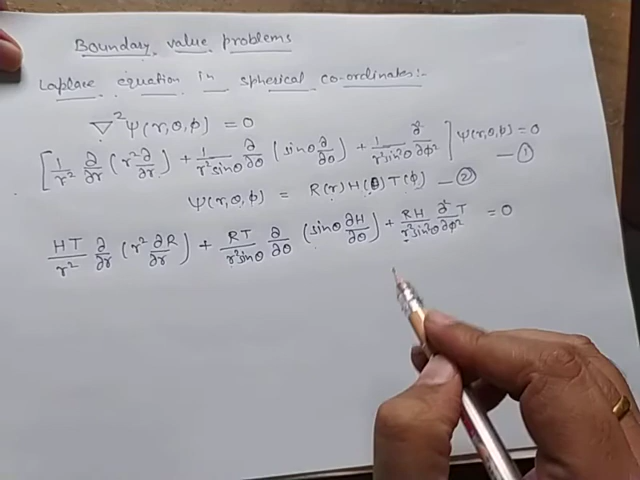 Boundary value problems
Laplace equation in spherical co-ordinates:-
∇²Ψ(r,θ,ϕ) = 0
[1/r² ∂/∂r (r² ∂/∂r) + 1/r² sinθ ∂/∂θ (sinθ ∂/∂θ) + 1/r² sin²θ ∂²/∂ϕ²] Ψ(r,θ,ϕ) = 0 — ①
Ψ(r,θ,ϕ) = R(r) H(θ) T(ϕ) — ②
HT/r² ∂/∂r (r² ∂R/∂r) + RT/r² sinθ ∂/∂θ (sinθ ∂H/∂θ) + RH/r² sin²θ ∂²T/∂ϕ² = 0